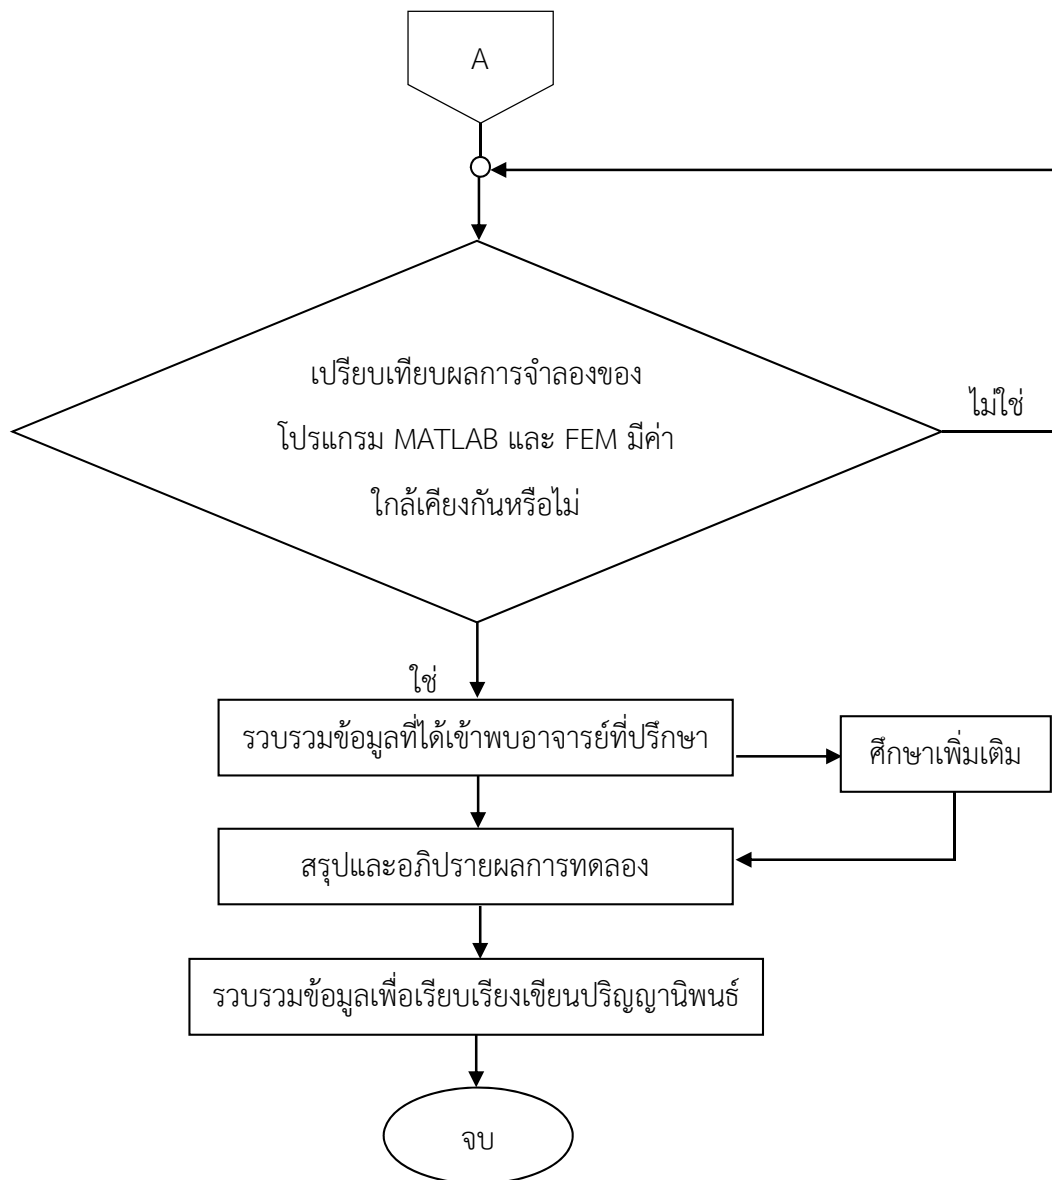 A
เปรียบเทียบผลการจำลองของ
โปรแกรม MATLAB และ FEM มีค่า
ใกล้เคียงกันหรือไม่
ไม่ใช่
ใช่
รวบรวมข้อมูลที่ได้เข้าพบอาจารย์ที่ปรึกษา
ศึกษาเพิ่มเติม
สรุปและอภิปรายผลการทดลอง
รวบรวมข้อมูลเพื่อเรียบเรียงเขียนปริญญานิพนธ์
จบ